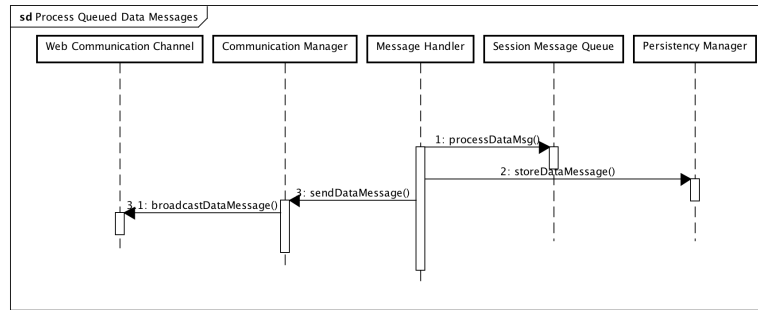 sd Process Queued Data Messages
Web Communication Channel
Communication Manager
Message Handler
Session Message Queue
Persistency Manager
1: processDataMsg()
2: storeDataMessage()
3: sendDataMessage()
3.1: broadcastDataMessage()